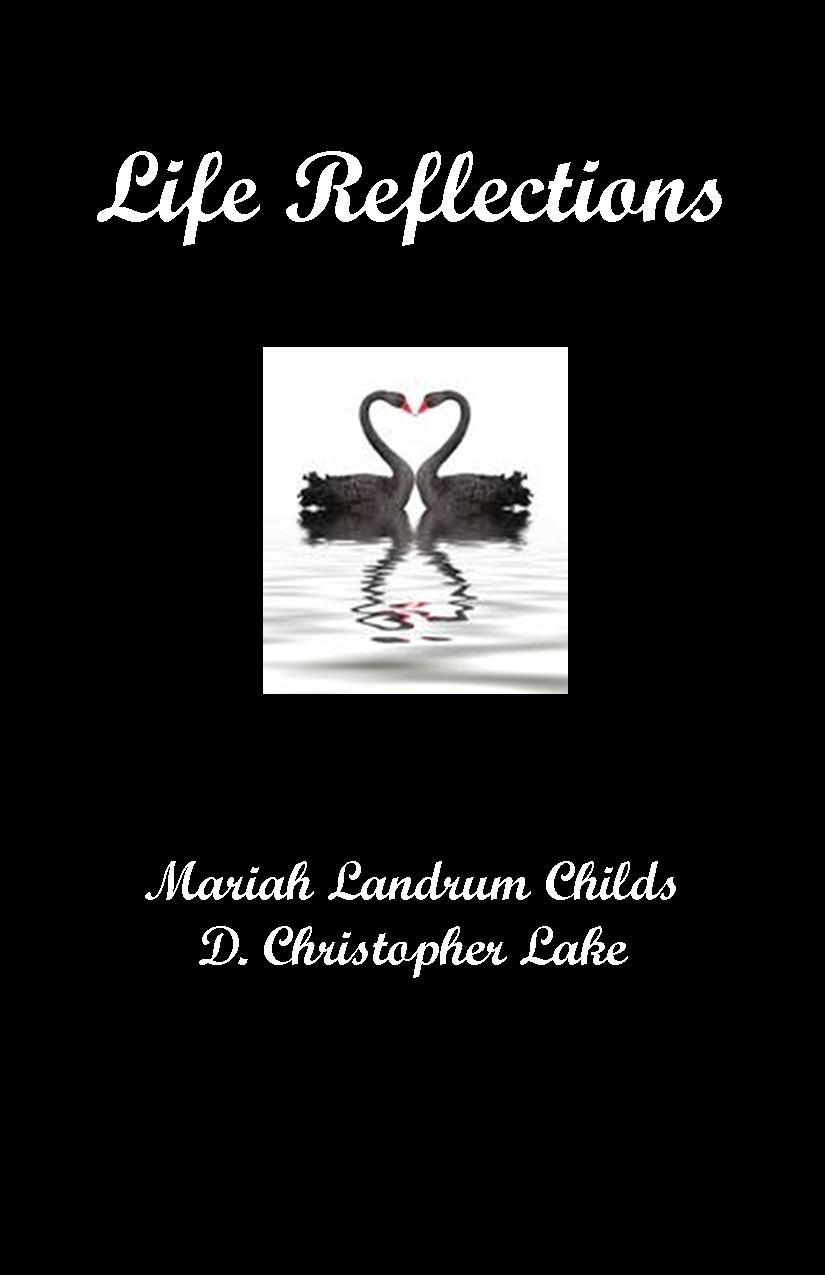 Life Reflections
Mariah Landrum Childs
D. Christopher Lake